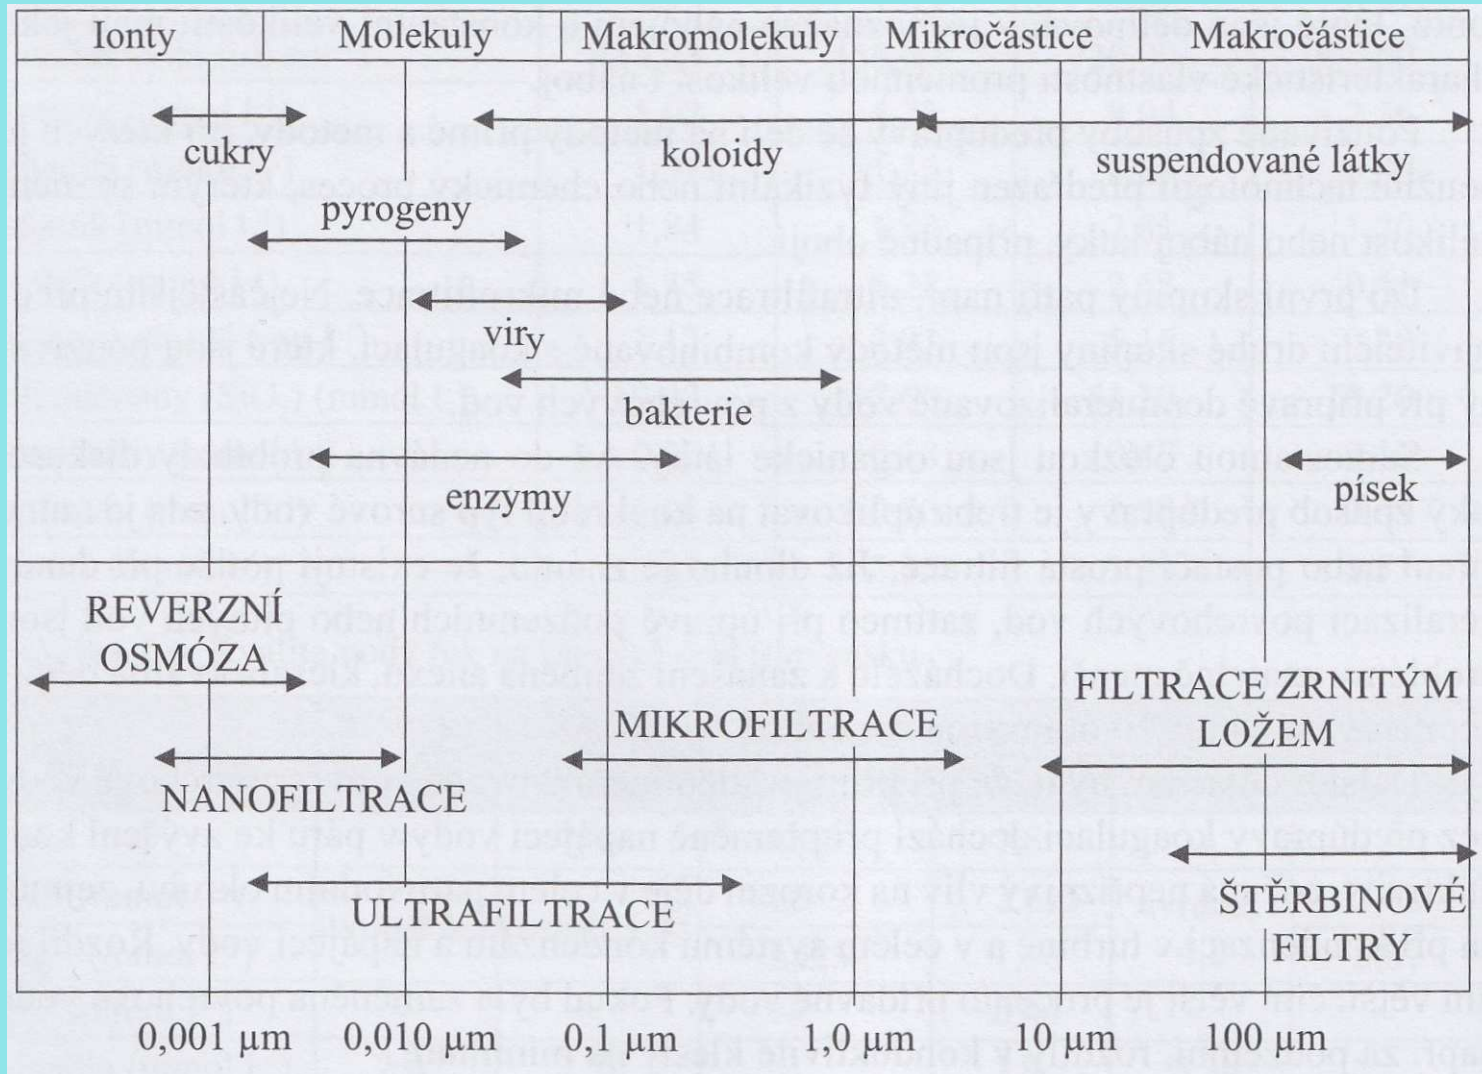 Ionty Molekuly Makromolekuly Mikročástice Makročástice
cukry koloidy suspendované látky
pyrogeny
viry
bakterie
enzymy písek
REVERZNÍ
OSMÓZA
FILTRACE ZRNITÝM
LOŽEM
MIKROFILTRACE
NANOFILTRACE
ULTRAFILTRACE
ŠTĚRBINOVÉ
FILTRY
0,001 µm 0,010 µm 0,1 µm 1,0 µm 10 µm 100 µm